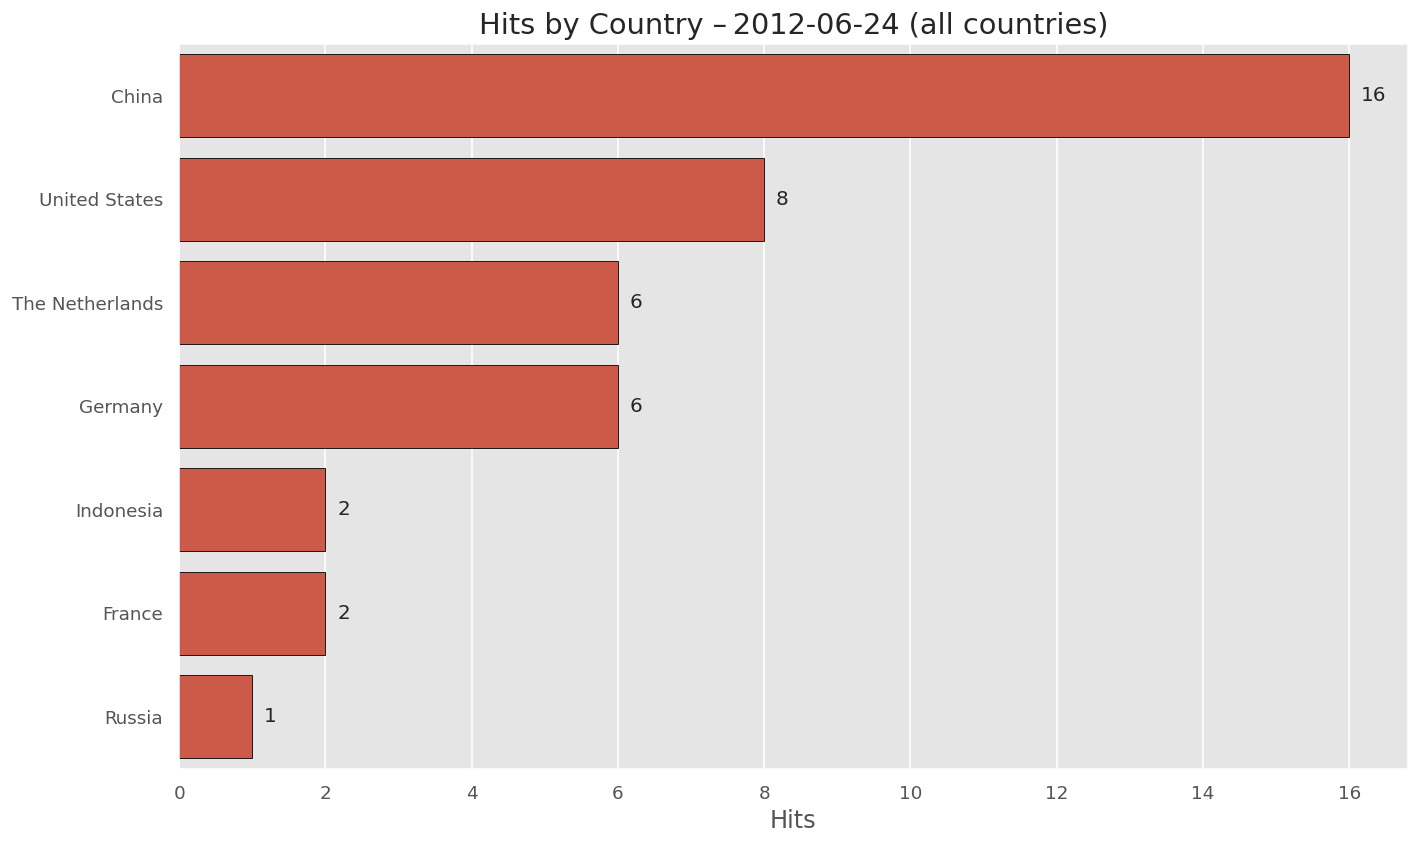 Hits by Country – 2012-06-24 (all countries)
China 16
United States 8
The Netherlands 6
Germany 6
Indonesia 2
France 2
Russia 1
0 2 4 6 8 10 12 14 16
Hits